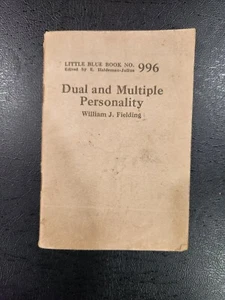 LITTLE BLUE BOOK NO. 996
Edited by E. Haldeman-Julius
Dual and Multiple
Personality
William J. Fielding